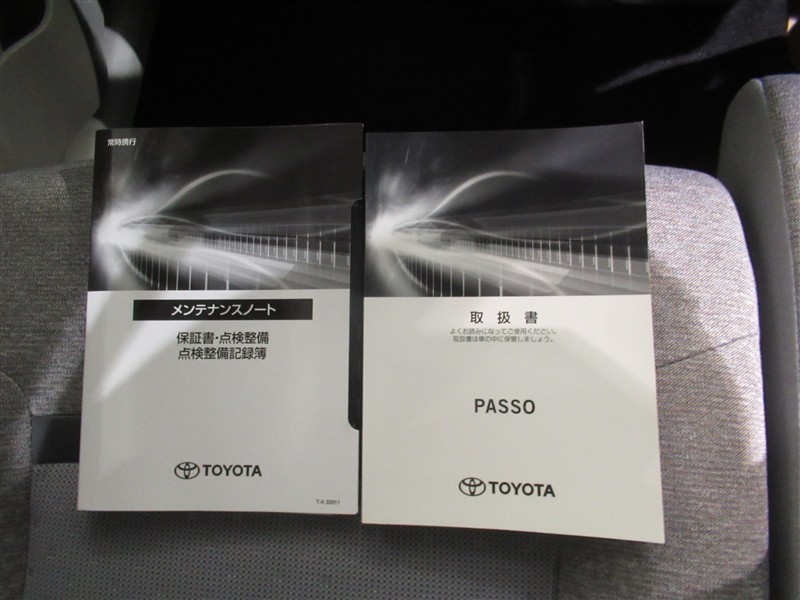 常時携行
メンテナンスノート
保証書・点検整備
点検整備記録簿
TOYOTA
取扱書
よくお読みになってご使用ください。
取扱書は車の中に保管しましょう。
PASSO
TOYOTA